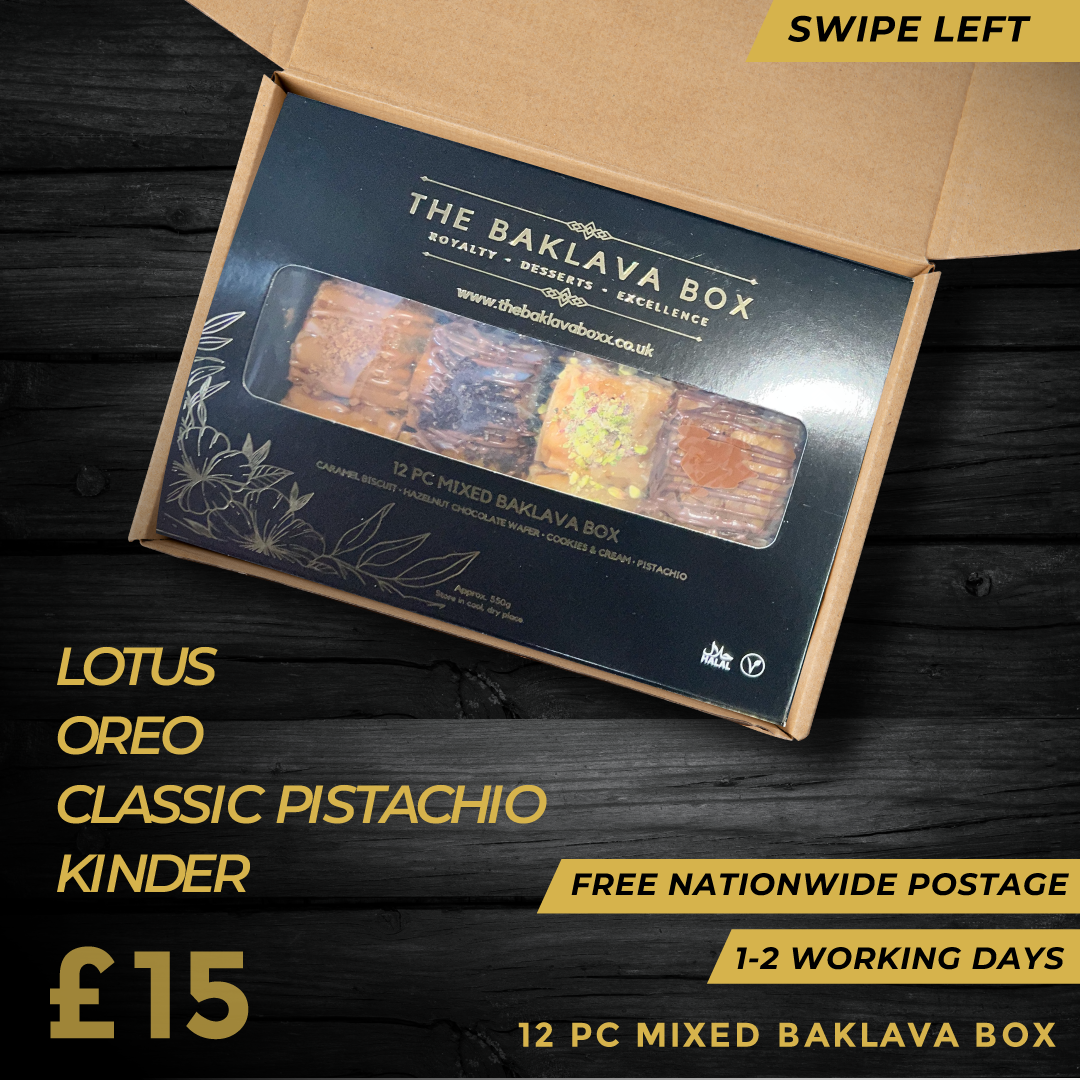 SWIPE LEFT
THE BAKLAVA BOX
ROYALTY - DESSERTS - EXCELLENCE
www.thebaklavaboxx.co.uk
12 PC MIXED BAKLAVA BOX
CARAMEL BISCUIT • HAZELNUT CHOCOLATE WAFER • COOKIES & CREAM • PISTACHIO
Approx. 550g
Store in cool, dry place
HALAL
V
LOTUS
OREO
CLASSIC PISTACHIO
KINDER
£15
FREE NATIONWIDE POSTAGE
1-2 WORKING DAYS
12 PC MIXED BAKLAVA BOX